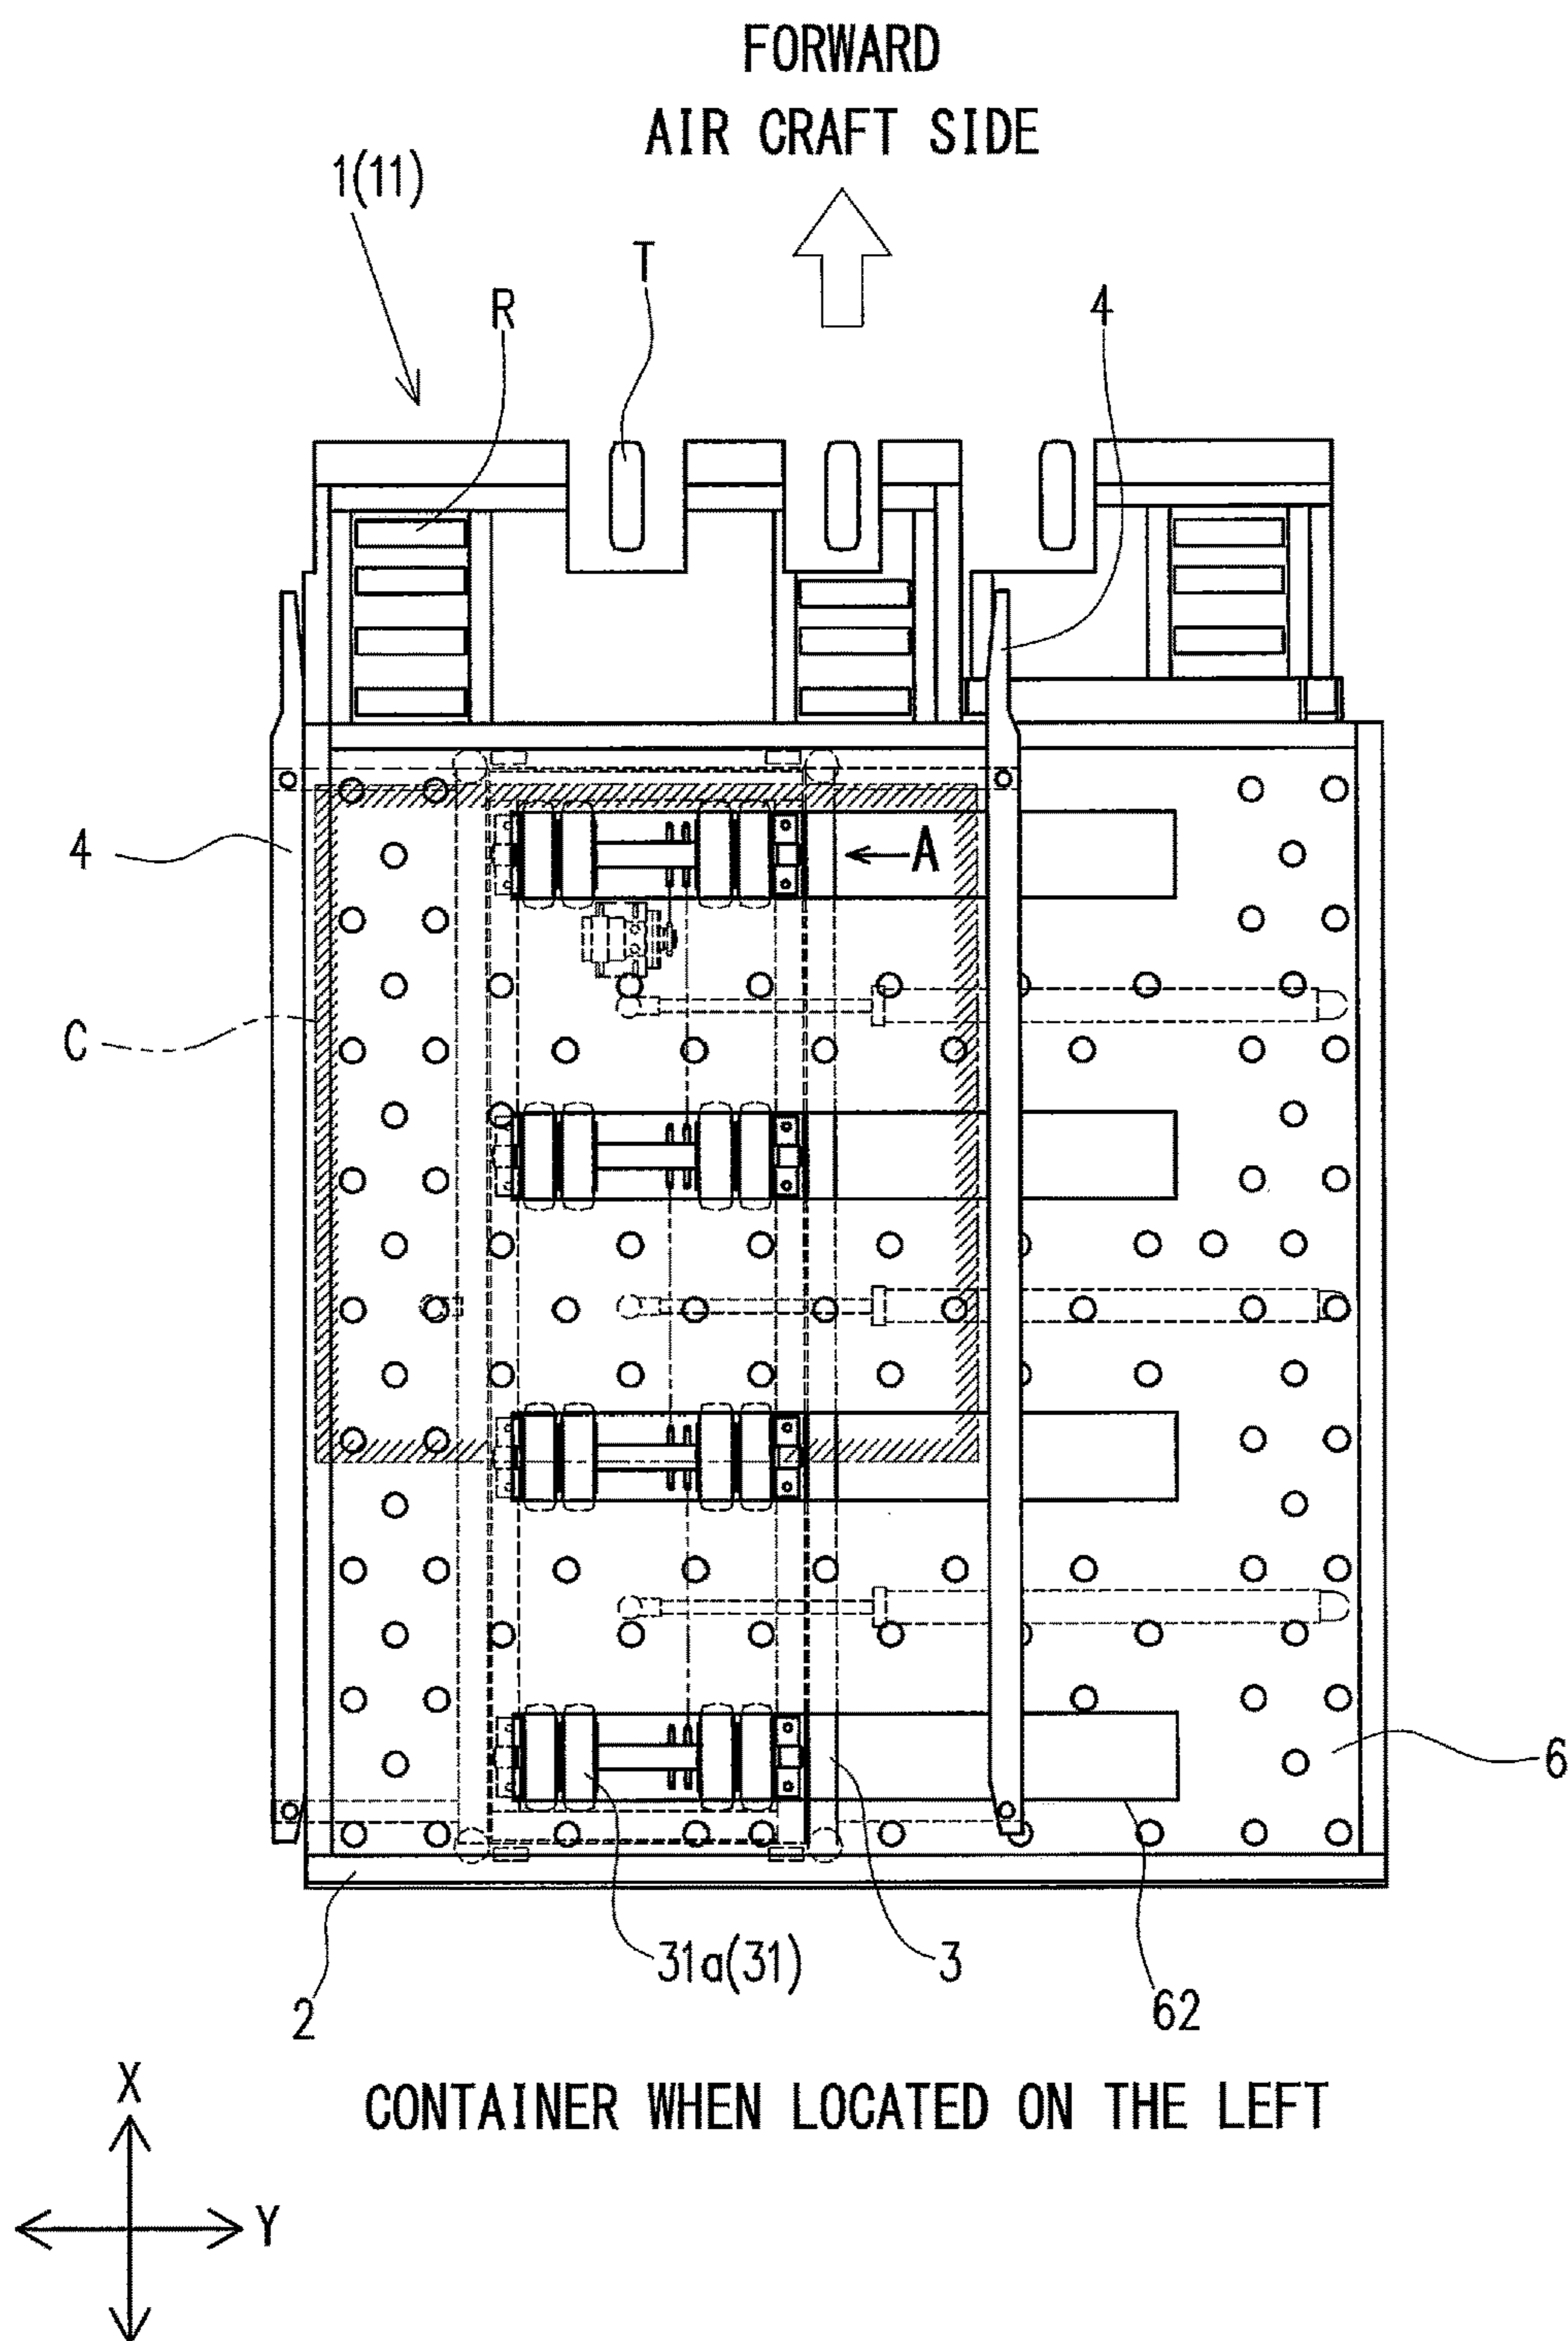 FORWARD
AIR CRAFT SIDE
1(11)
T
R
4
4
A
C
6
31a(31)
3
62
2
X
CONTAINER WHEN LOCATED ON THE LEFT
Y